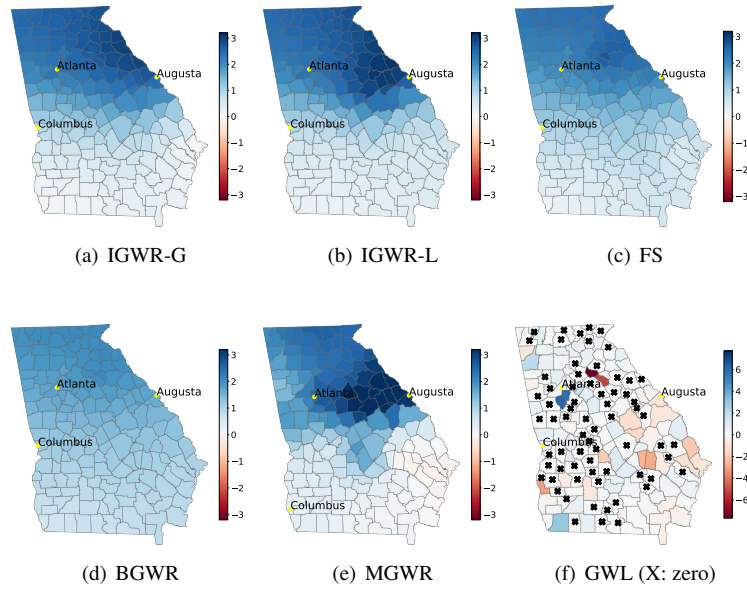 Atlanta
Augusta
Columbus
3
2
1
0
−1
−2
−3
(a) IGWR-G
Atlanta
Augusta
Columbus
3
2
1
0
−1
−2
−3
(b) IGWR-L
Atlanta
Augusta
Columbus
3
2
1
0
−1
−2
−3
(c) FS
Atlanta
Augusta
Columbus
3
2
1
0
−1
−2
−3
(d) BGWR
Atlanta
Augusta
Columbus
3
2
1
0
−1
−2
−3
(e) MGWR
Atlanta
Augusta
Columbus
6
4
2
0
−2
−4
−6
(f) GWL (X: zero)